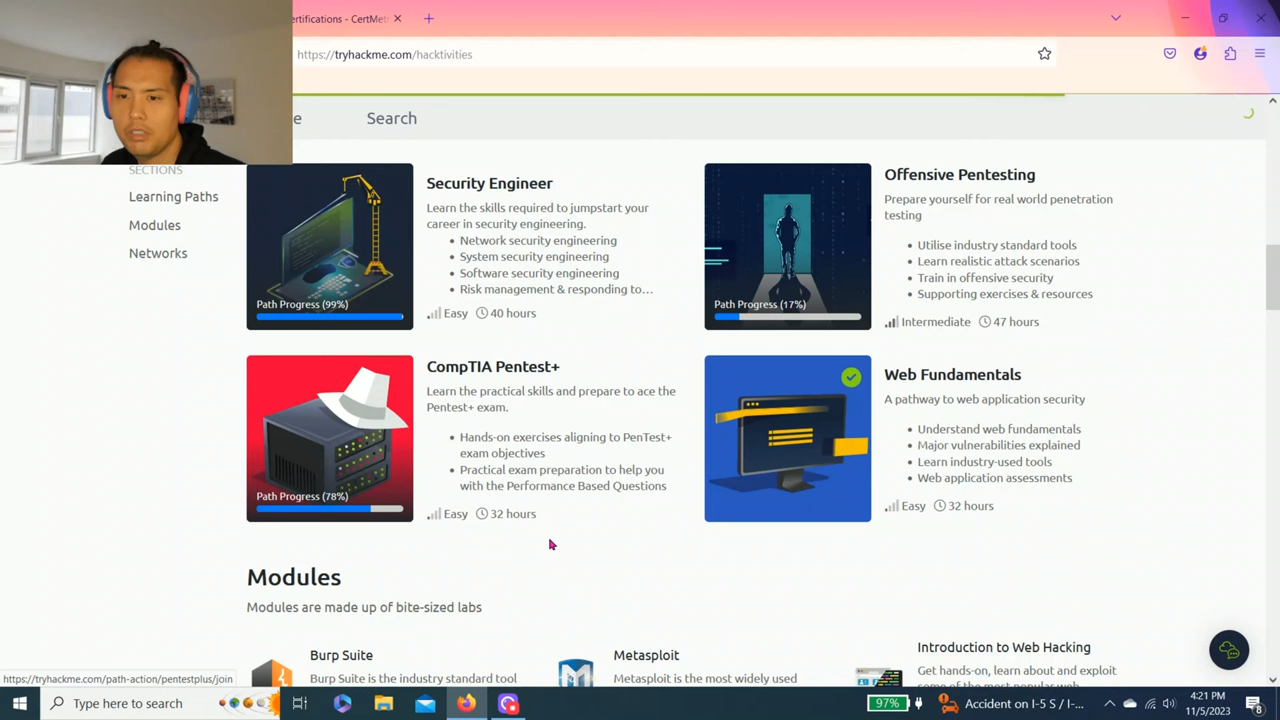 ertifications - CertMet
https://tryhackme.com/hacktivities
e
Search
SECTIONS
Learning Paths
Modules
Networks
Path Progress (99%)
Security Engineer
Learn the skills required to jumpstart your
career in security engineering.
• Network security engineering
• System security engineering
• Software security engineering
• Risk management & responding to…
Easy 40 hours
Path Progress (17%)
Offensive Pentesting
Prepare yourself for real world penetration
testing
• Utilise industry standard tools
• Learn realistic attack scenarios
• Train in offensive security
• Supporting exercises & resources
Intermediate 47 hours
Path Progress (78%)
CompTIA Pentest+
Learn the practical skills and prepare to ace the
Pentest+ exam.
• Hands-on exercises aligning to PenTest+
exam objectives
• Practical exam preparation to help you
with the Performance Based Questions
Easy 32 hours
Web Fundamentals
A pathway to web application security
• Understand web fundamentals
• Major vulnerabilities explained
• Learn industry-used tools
• Web application assessments
Easy 32 hours
Modules
Modules are made up of bite-sized labs
Burp Suite
Burp Suite is the industry standard tool
Metasploit
Metasploit is the most widely used
Introduction to Web Hacking
Get hands-on, learn about and exploit
some of the most popular web
https://tryhackme.com/path-action/pentestplus/join
Type here to search
97%
Accident on I-5 S / I-...
4:21 PM
11/5/2023
8